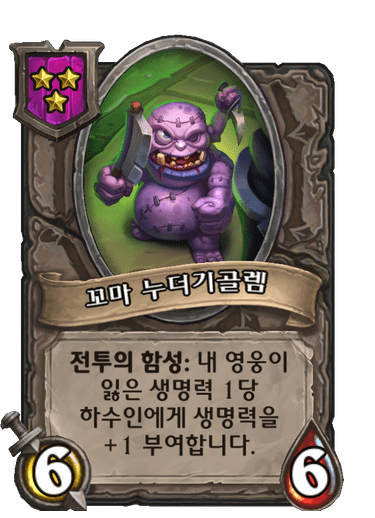 꼬마 누더기골렘
전투의 함성: 내 영웅이
잃은 생명력 1당
하수인에게 생명력을
+1 부여합니다.
6 6